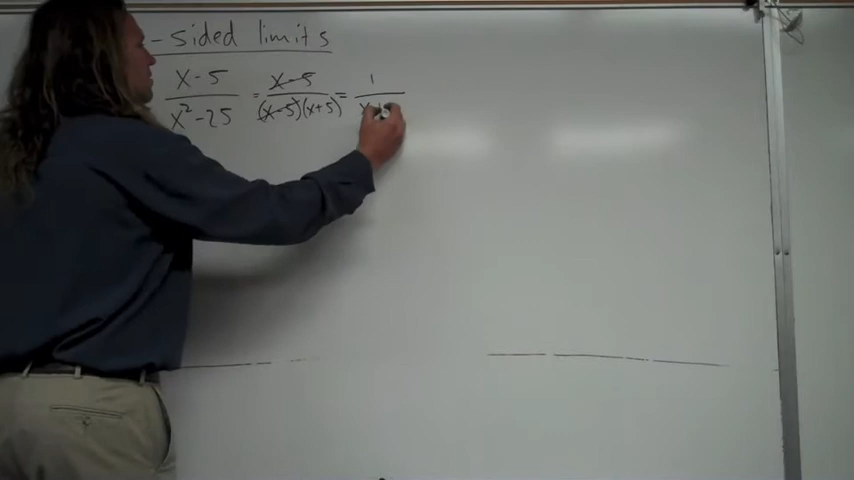 -sided limits
x-5 / x²-25 = x-5 / (x-5)(x+5) = 1 / x+